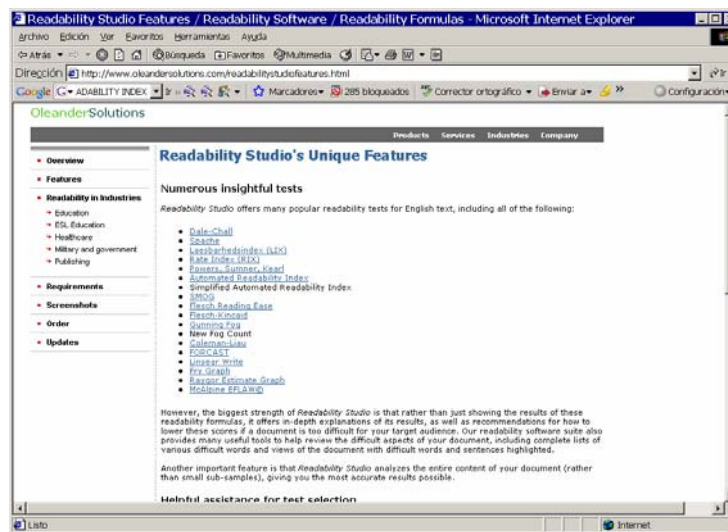 Readability Studio Features / Readability Software / Readability Formulas - Microsoft Internet Explorer
Archivo Edición Ver Favoritos Herramientas Ayuda
Atrás Búsqueda Favoritos Multimedia
Dirección http://www.oleandersolutions.com/readabilitystudiofeatures.html Ir
Google ADABILITY INDEX Ir Marcadores 285 bloqueados Corrector ortográfico Enviar a Configuración
OleanderSolutions
Products Services Industries Company
Overview
Features
Readability in Industries
Education
ESL Education
Healthcare
Military and government
Publishing
Requirements
Screenshots
Order
Updates
Readability Studio's Unique Features
Numerous insightful tests
Readability Studio offers many popular readability tests for English text, including all of the following:
Dale-Chall
Spache
Laesbarhedsindex (LIX)
Rate Index (RIX)
Powers, Sumner, Kearl
Automated Readability Index
Simplified Automated Readability Index
SMOG
Flesch Reading Ease
Flesch-Kincaid
Gunning Fog
New Fog Count
Coleman-Liau
FORCAST
Linsear Write
Fry Graph
Raygor Estimate Graph
McAlpine EFLAW©
However, the biggest strength of Readability Studio is that rather than just showing the results of these
readability formulas, it offers in-depth explanations of its results, as well as recommendations for how to
lower these scores if a document is too difficult for your target audience. Our readability software suite also
provides many useful tools to help review the difficult aspects of your document, including complete lists of
various difficult words and views of the document with difficult words and sentences highlighted.
Another important feature is that Readability Studio analyzes the entire content of your document (rather
than small sub-samples), giving you the most accurate results possible.
Helpful assistance for test selection
Listo Internet